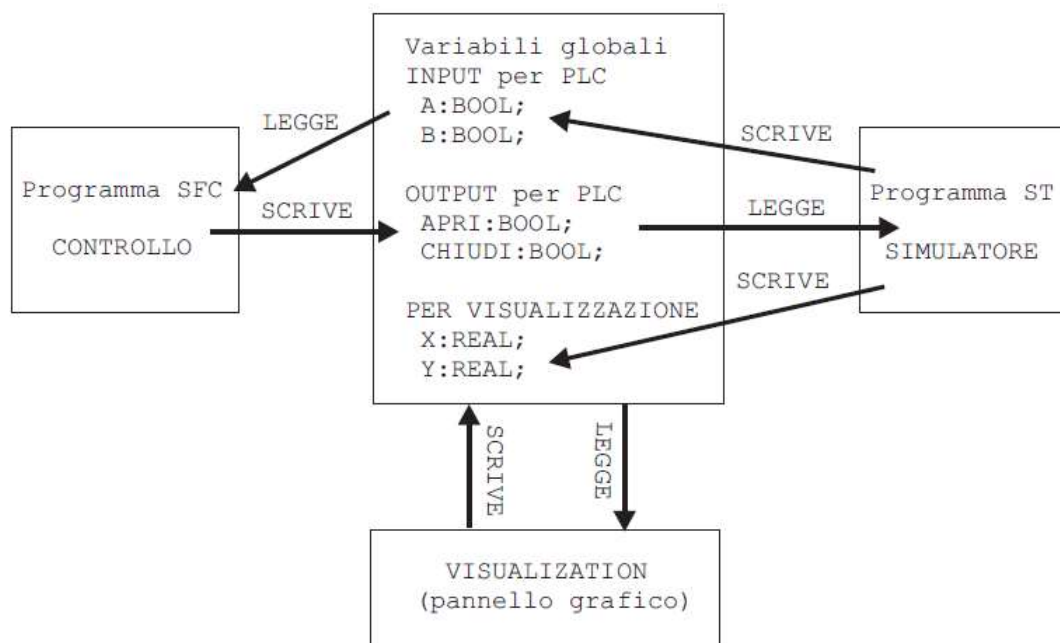 Variabili globali
INPUT per PLC
A:BOOL;
B:BOOL;
LEGGE
SCRIVE
Programma SFC
CONTROLLO
SCRIVE
OUTPUT per PLC
APRI:BOOL;
CHIUDI:BOOL;
LEGGE
Programma ST
SIMULATORE
SCRIVE
PER VISUALIZZAZIONE
X:REAL;
Y:REAL;
SCRIVE
LEGGE
VISUALIZATION
(pannello grafico)